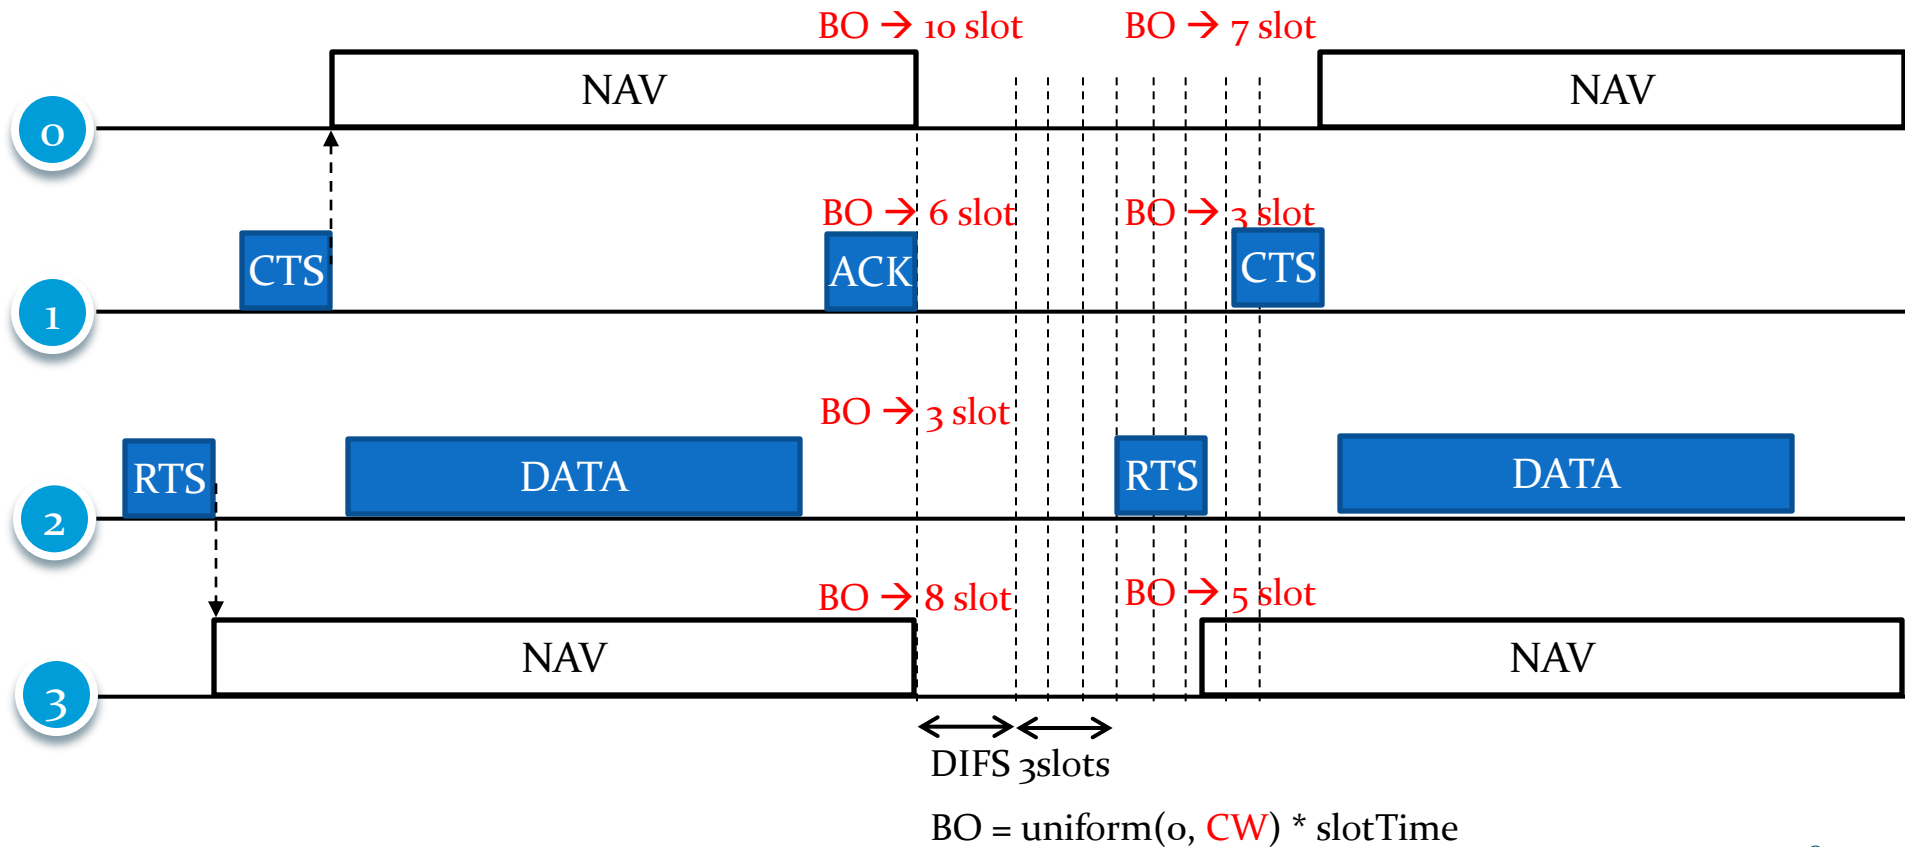 BO → 10 slot
BO → 7 slot
NAV
NAV
0
BO → 6 slot
BO → 3 slot
CTS
ACK
CTS
1
BO → 3 slot
RTS
DATA
RTS
DATA
2
BO → 8 slot
BO → 5 slot
NAV
NAV
3
DIFS 3slots
BO = uniform(0, CW) * slotTime